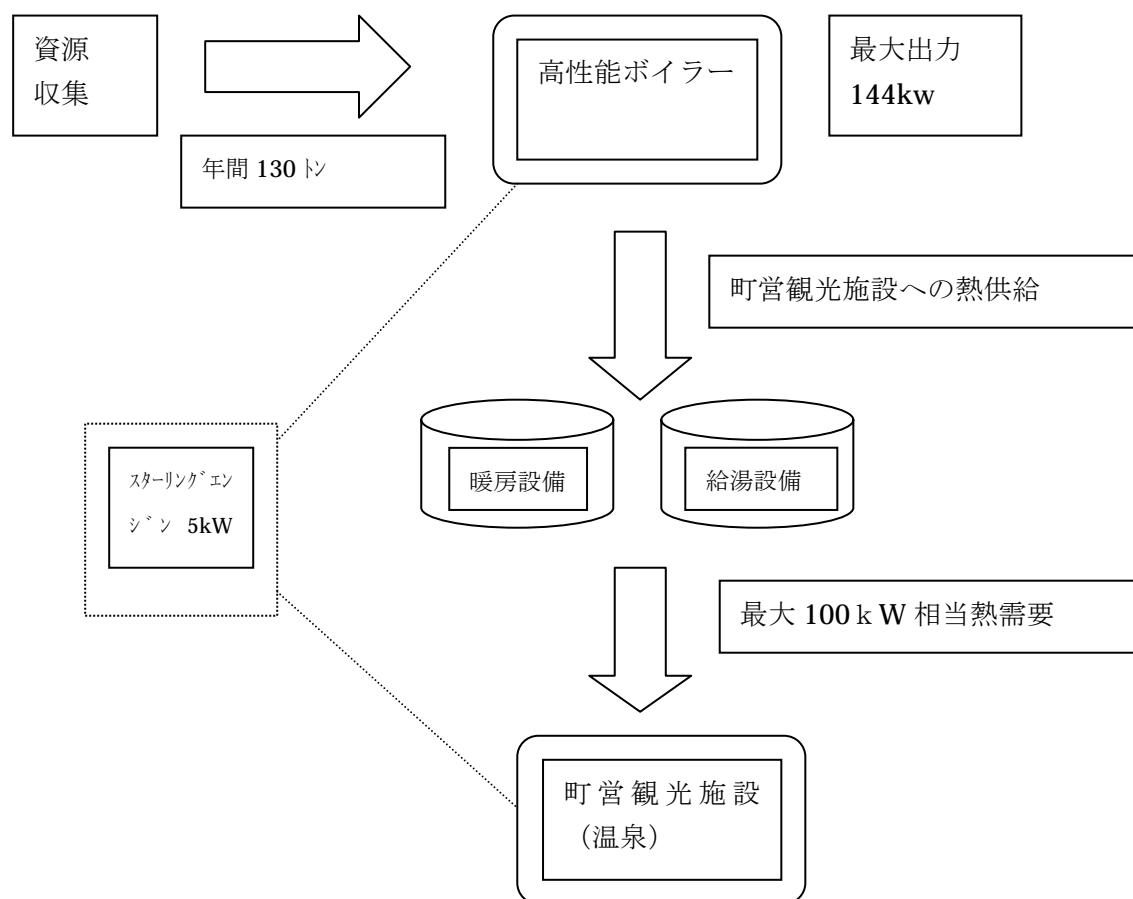 資源
収集
高性能ボイラー
最大出力
144kw
年間 130 ㌧
町営観光施設への熱供給
暖房設備
給湯設備
ｽﾀｰﾘﾝｸﾞｴﾝ
ｼﾞﾝ 5kW
最大 100ｋW 相当熱需要
町営観光施設
（温泉）